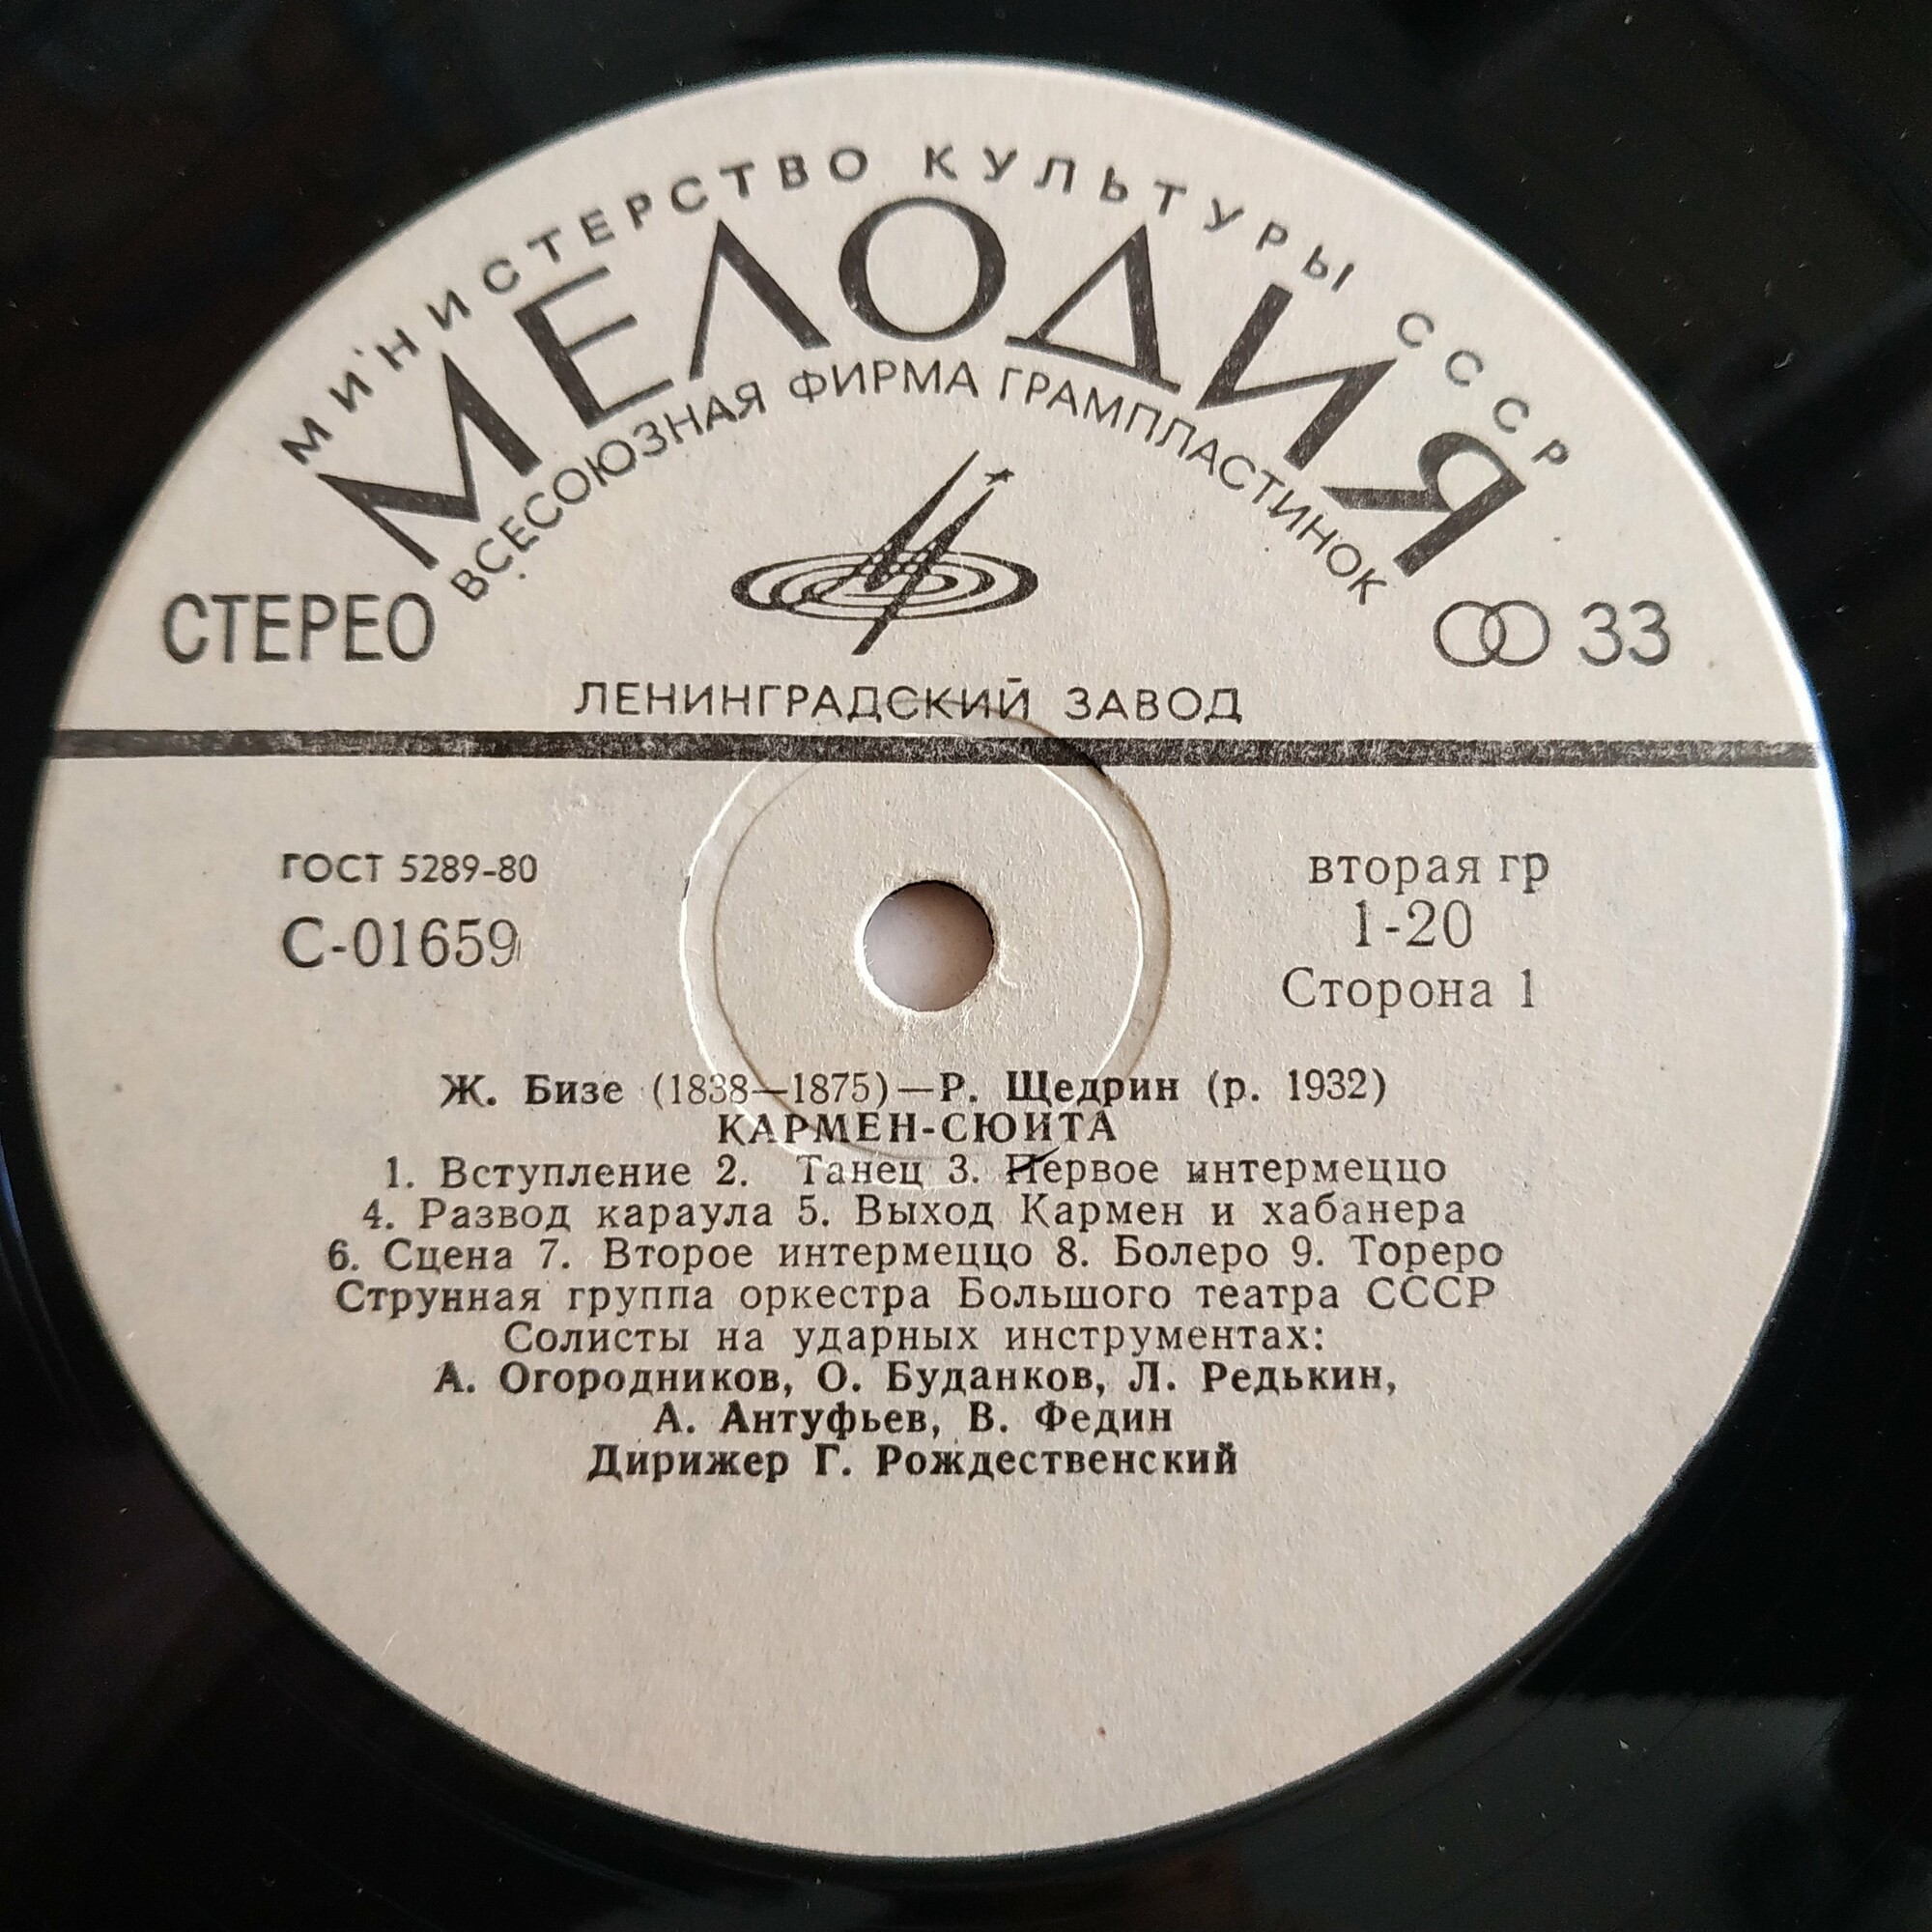 МИНИСТЕРСТВО КУЛЬТУРЫ СССР
МЕЛОДИЯ
ВСЕСОЮЗНАЯ ФИРМА ГРАМПЛАСТИНОК
СТЕРЕО
33
ЛЕНИНГРАДСКИЙ ЗАВОД
ГОСТ 5289-80
С-01659
вторая гр
1-20
Сторона 1
Ж. Бизе (1838—1875)—Р. Щедрин (р. 1932)
КАРМЕН-СЮИТА
1. Вступление 2. Танец 3. Первое интермеццо
4. Развод караула 5. Выход Кармен и хабанера
6. Сцена 7. Второе интермеццо 8. Болеро 9. Тореро
Струнная группа оркестра Большого театра СССР
Солисты на ударных инструментах:
А. Огородников, О. Буданков, Л. Редькин,
А. Антуфьев, В. Федин
Дирижер Г. Рождественский